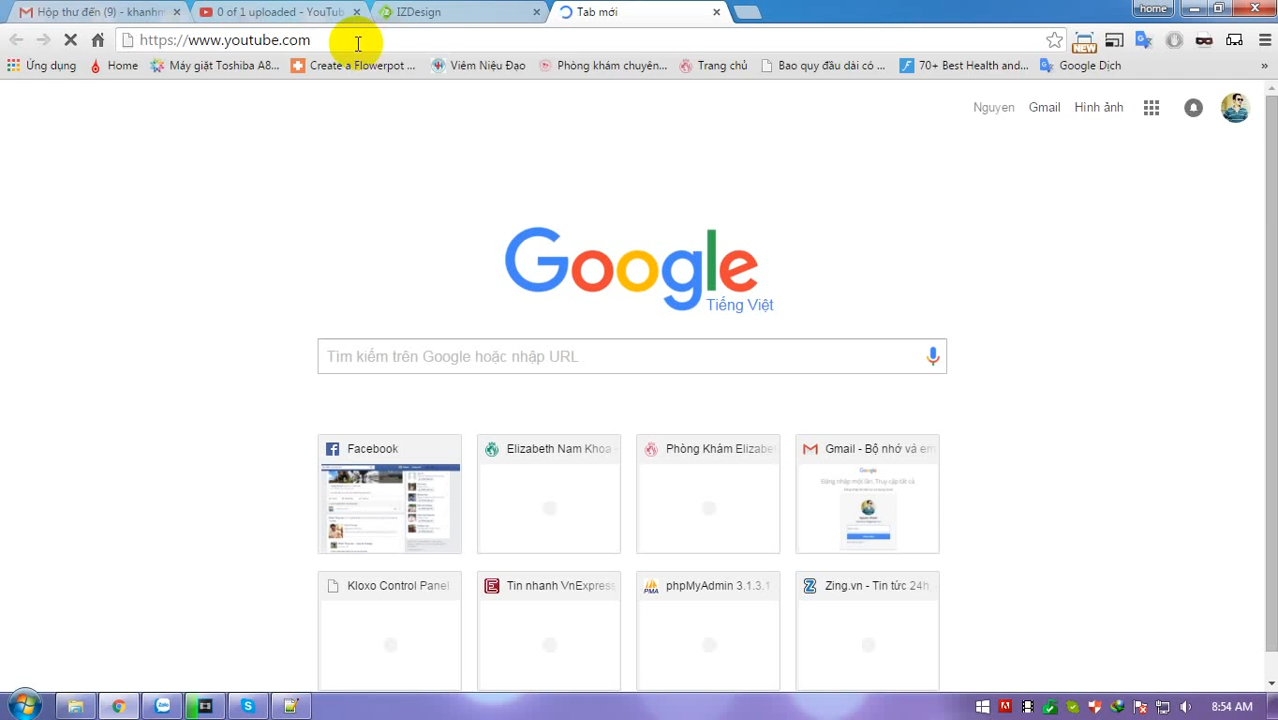 Hộp thư đến (9) - khanhm
0 of 1 uploaded - YouTub
IZDesign
Tab mới
home
https://www.youtube.com
NEW
Ứng dụng
Home
Máy giặt Toshiba A8...
Create a Flowerpot ...
Viêm Niệu Đạo
Phòng khám chuyên...
Trang chủ
Bao quy đầu dài có ...
70+ Best Health and...
Google Dịch
»
Nguyen
Gmail
Hình ảnh
Google
Tiếng Việt
Tìm kiếm trên Google hoặc nhập URL
Facebook
Elizabeth Nam Khoa -
Phòng Khám Elizabe
Gmail - Bộ nhớ và em
Google
Kloxo Control Panel
Tin nhanh VnExpress
PMA
phpMyAdmin 3.1.3.1
Zing.vn - Tin tức 24h,
8:54 AM